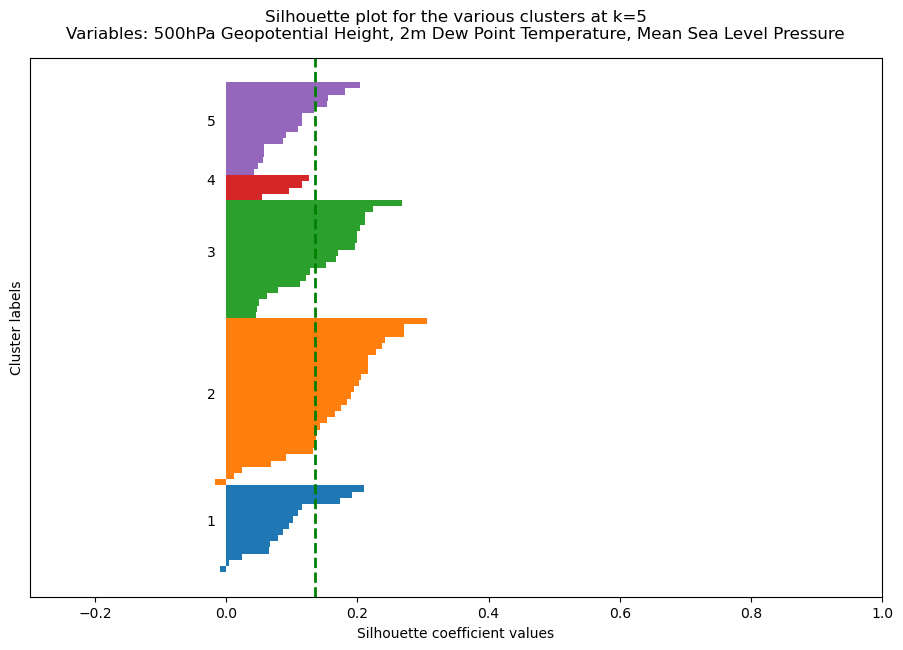 Silhouette plot for the various clusters at k=5
Variables: 500hPa Geopotential Height, 2m Dew Point Temperature, Mean Sea Level Pressure
Cluster labels
5
4
3
2
1
−0.2 0.0 0.2 0.4 0.6 0.8 1.0
Silhouette coefficient values